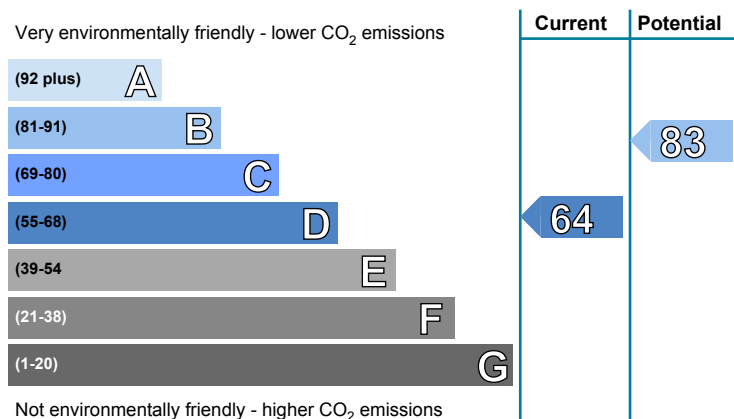 Very environmentally friendly - lower CO2 emissions
Current
Potential
(92 plus) A
(81-91) B
83
(69-80) C
(55-68) D
64
(39-54 E
(21-38) F
(1-20) G
Not environmentally friendly - higher CO2 emissions